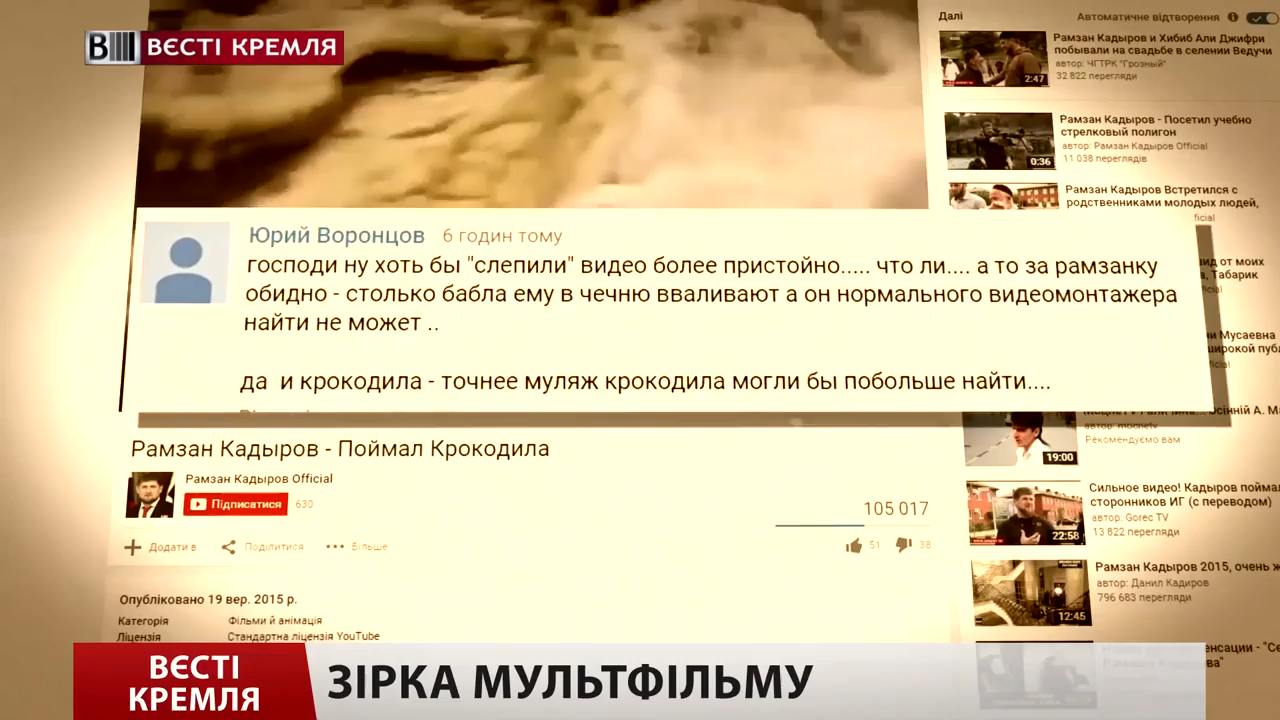 ВЄСТІ КРЕМЛЯ
Далі
Автоматичне відтворення
Рамзан Кадыров и Хибиб Али Джифри
побывали на свадьбе в селении Ведучи
автор: ЧГТРК "Грозный"
32 822 перегляди
2:47
Рамзан Кадыров - Посетил учебно
стрелковый полигон
автор: Рамзан Кадыров Official
11 038 переглядів
0:36
Рамзан Кадыров Встретился с
родственниками молодых людей,
Юрий Воронцов 6 годин тому
господи ну хоть бы "слепили" видео более пристойно..... что ли.... а то за рамзанку
обидно - столько бабла ему в чечню вваливают а он нормального видеомонтажера
найти не может ..
да и крокодила - точнее муляж крокодила могли бы побольше найти....
от моих
Табарик
Мусаевна
Рекомендуємо вам
19:00
Рамзан Кадыров - Поймал Крокодила
Рамзан Кадыров Official
Підписатися 630
105 017
Додати в Поділитися Більше
51 38
Сильное видео! Кадыров поймал
сторонников ИГ (с переводом)
автор: Gorec TV
13 822 перегляди
22:58
Рамзан Кадыров 2015, очень ж
автор: Данил Кадиров
796 683 перегляди
12:45
Опубліковано 19 вер. 2015 р.
Категорія Фільми й анімація
Ліцензія Стандартна ліцензія YouTube
ВЄСТІ
КРЕМЛЯ
ЗІРКА МУЛЬТФІЛЬМУ